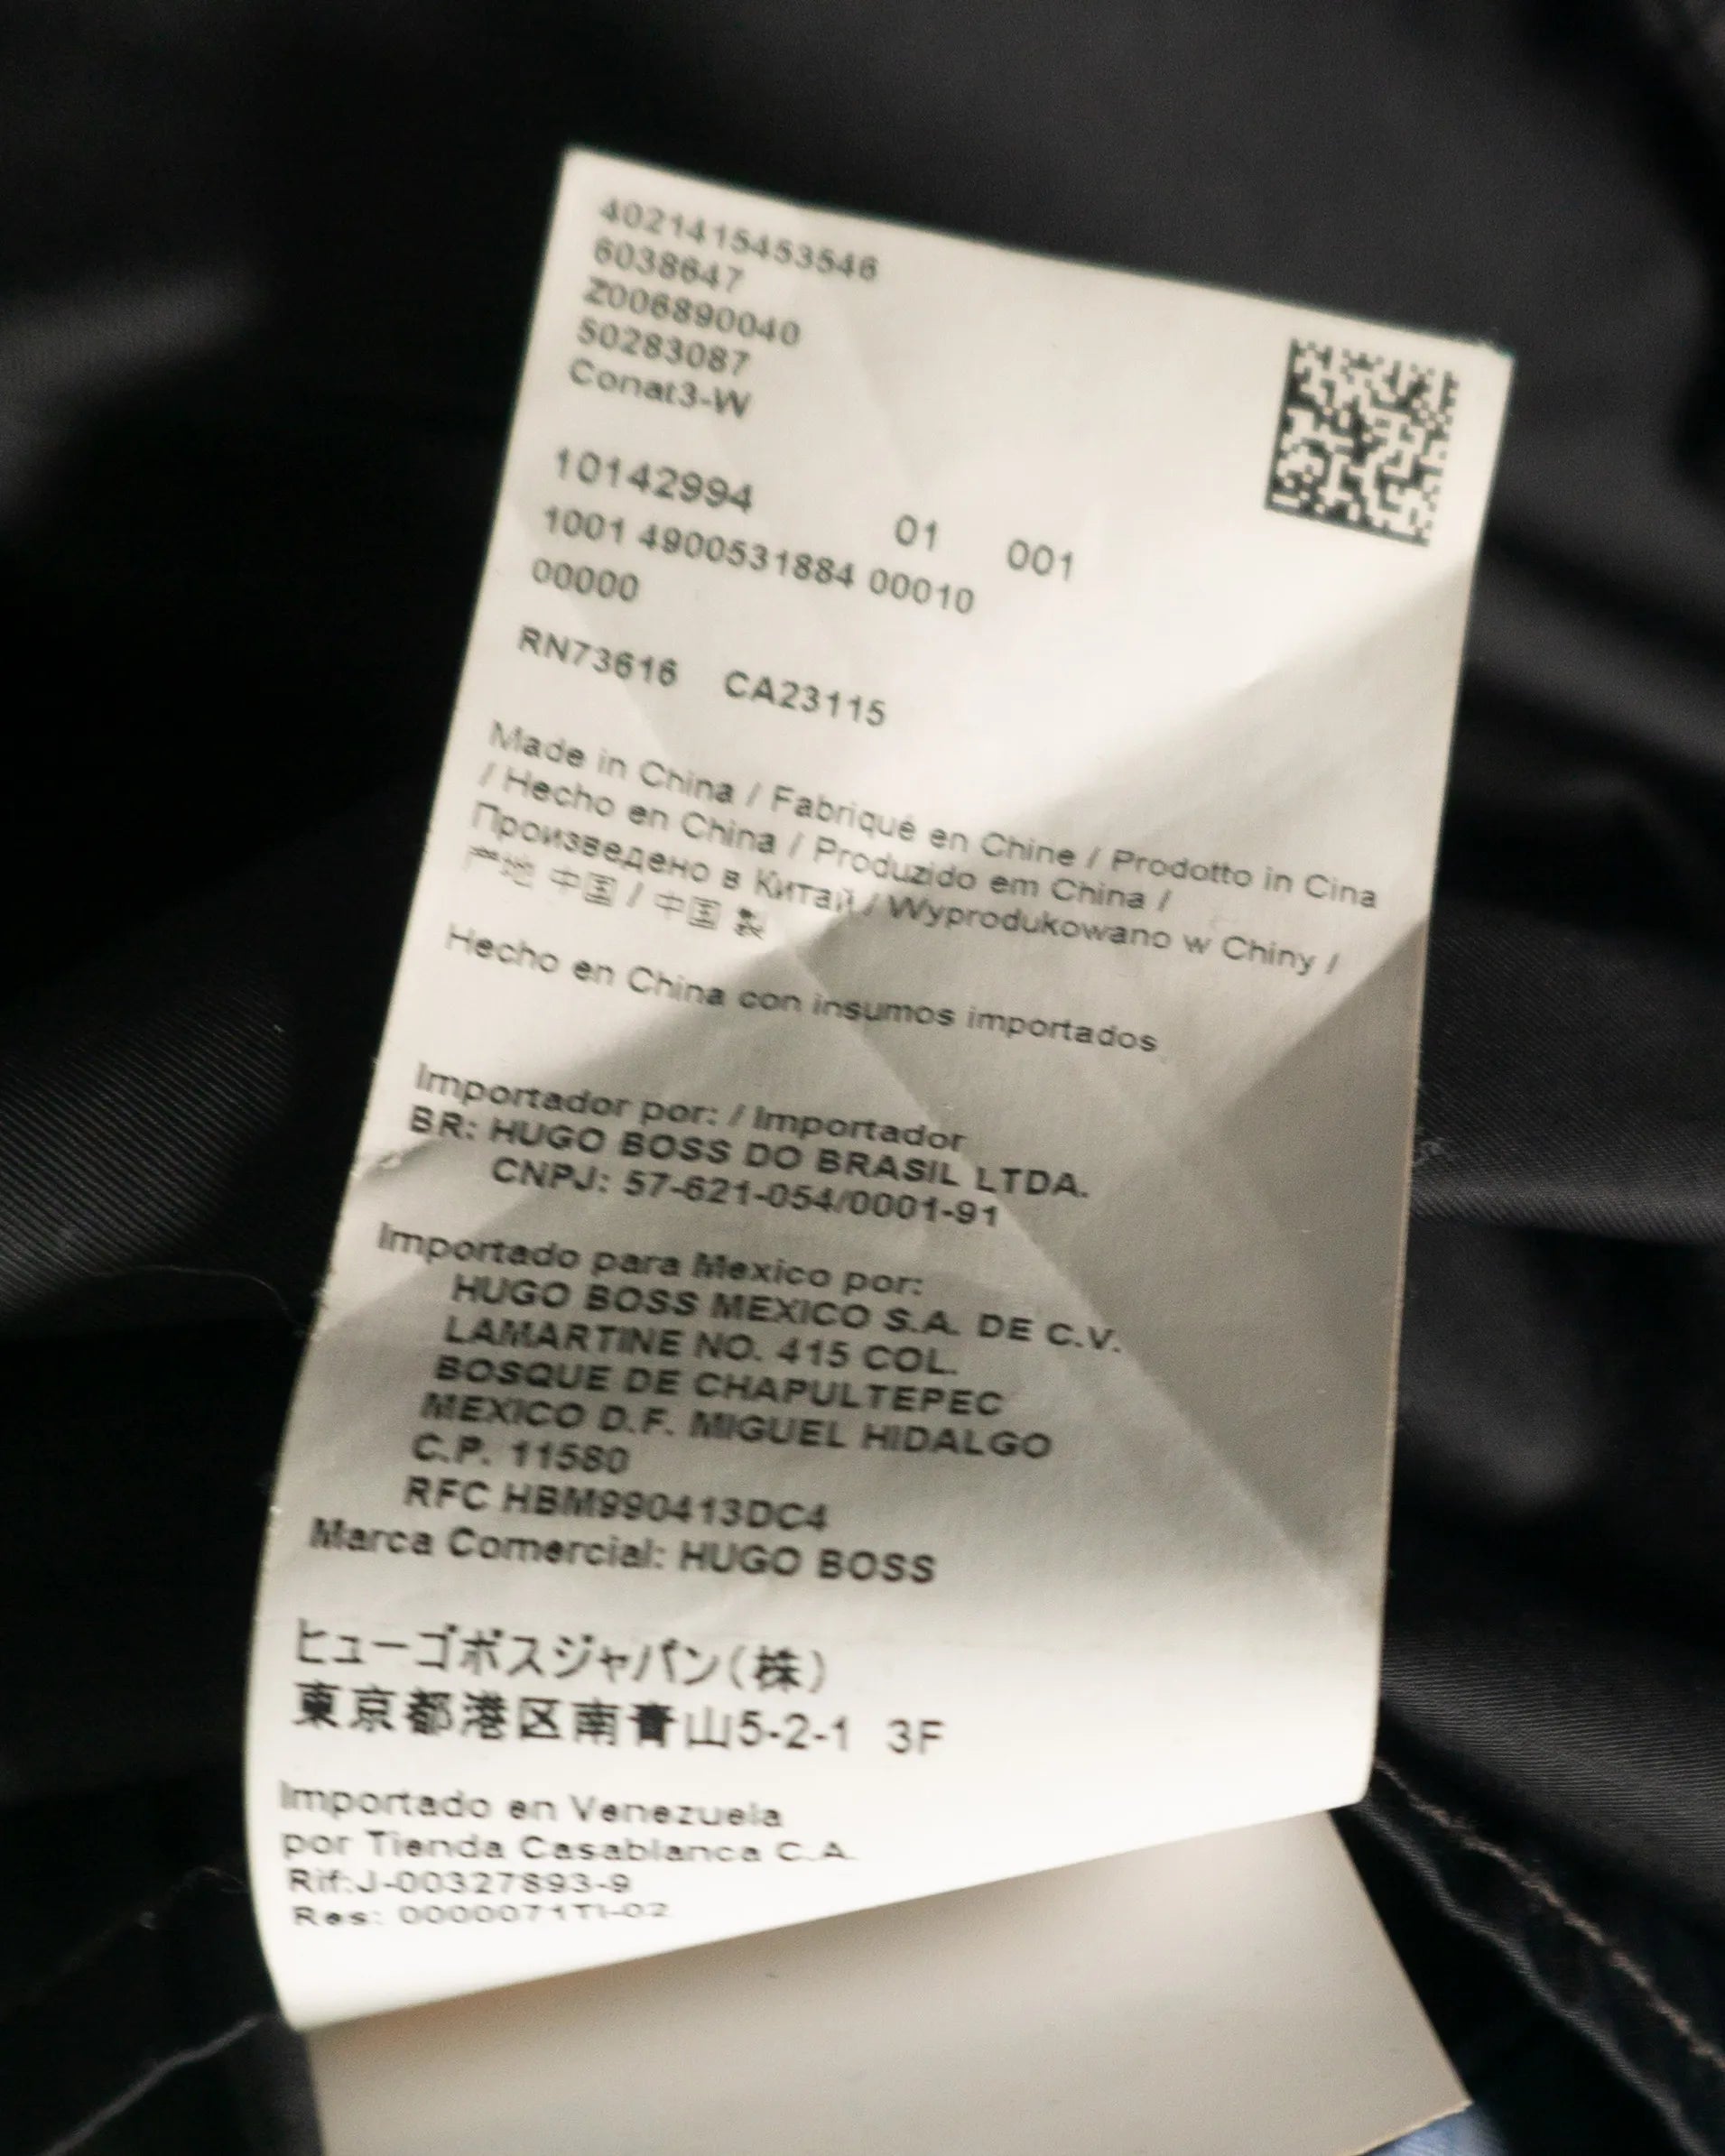 4021415453546
6038647
Z006890040
50283087
Conat3-W
10142994 01 001
1001 4900531884 00010
00000
RN73616 CA23115
Made in China / Fabriqué en Chine / Prodotto in Cina
/ Hecho en China / Produzido em China /
Произведено в Китай / Wyprodukowano w Chiny /
产地 中国 / 中国 製
Hecho en China con insumos importados
Importador por: / Importador
BR: HUGO BOSS DO BRASIL LTDA.
CNPJ: 57-621-054/0001-91
Importado para Mexico por:
HUGO BOSS MEXICO S.A. DE C.V.
LAMARTINE NO. 415 COL.
BOSQUE DE CHAPULTEPEC
MEXICO D.F. MIGUEL HIDALGO
C.P. 11580
RFC HBM990413DC4
Marca Comercial: HUGO BOSS
ヒューゴボスジャパン(株)
東京都港区南青山5-2-1 3F
Importado en Venezuela
por Tienda Casablanca C.A.
Rif:J-00327893-9
Res: 0000071TI-02